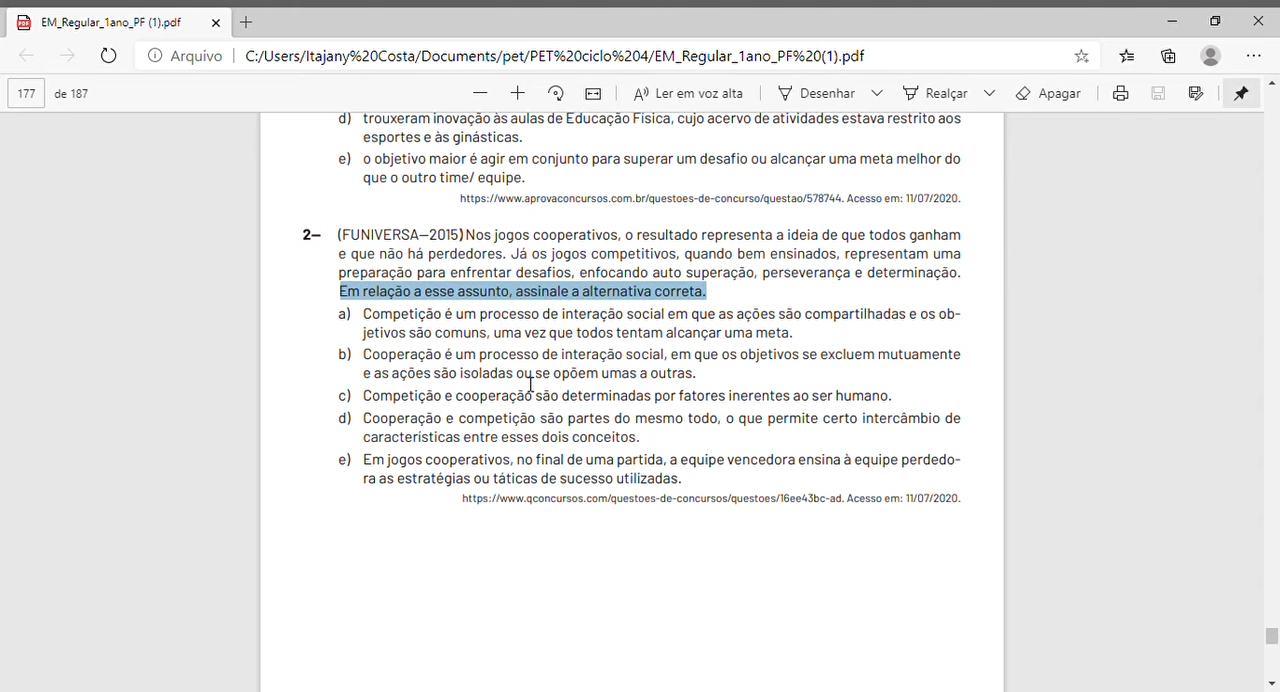 EM_Regular_1ano_PF (1).pdf
Arquivo
C:/Users/Itajany%20Costa/Documents/pet/PET%20ciclo%204/EM_Regular_1ano_PF%20(1).pdf
177 de 187
Ler em voz alta
Desenhar
Realçar
Apagar
d) trouxeram inovação às aulas de Educação Física, cujo acervo de atividades estava restrito aos
esportes e às ginásticas.
e) o objetivo maior é agir em conjunto para superar um desafio ou alcançar uma meta melhor do
que o outro time/ equipe.
https://www.aprovaconcursos.com.br/questoes-de-concurso/questao/578744. Acesso em: 11/07/2020.
2– (FUNIVERSA–2015) Nos jogos cooperativos, o resultado representa a ideia de que todos ganham
e que não há perdedores. Já os jogos competitivos, quando bem ensinados, representam uma
preparação para enfrentar desafios, enfocando auto superação, perseverança e determinação.
Em relação a esse assunto, assinale a alternativa correta.
a) Competição é um processo de interação social em que as ações são compartilhadas e os ob-
jetivos são comuns, uma vez que todos tentam alcançar uma meta.
b) Cooperação é um processo de interação social, em que os objetivos se excluem mutuamente
e as ações são isoladas ou se opõem umas a outras.
c) Competição e cooperação são determinadas por fatores inerentes ao ser humano.
d) Cooperação e competição são partes do mesmo todo, o que permite certo intercâmbio de
características entre esses dois conceitos.
e) Em jogos cooperativos, no final de uma partida, a equipe vencedora ensina à equipe perdedo-
ra as estratégias ou táticas de sucesso utilizadas.
https://www.qconcursos.com/questoes-de-concursos/questoes/16ee43bc-ad. Acesso em: 11/07/2020.